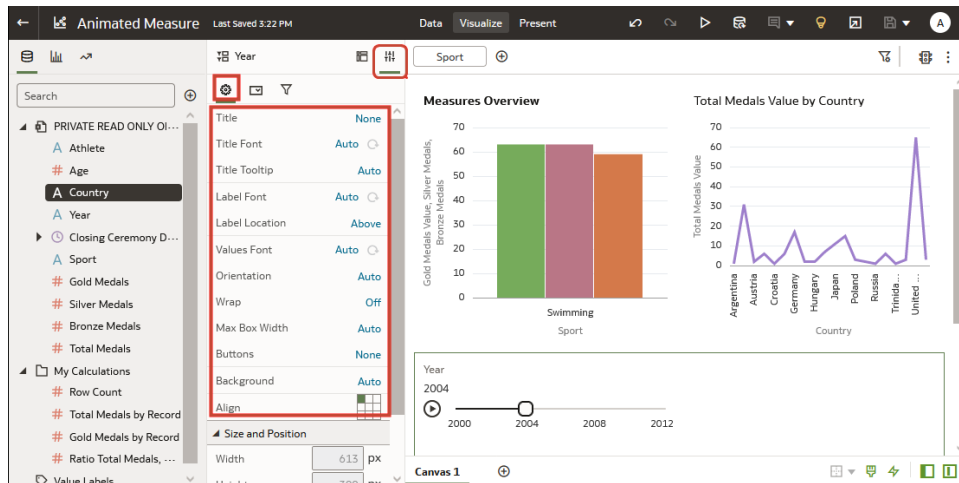 Animated Measure Last Saved 3:22 PM Data Visualize Present A
Search
PRIVATE READ ONLY Ol...
Athlete
Age
Country
Year
Closing Ceremony D...
Sport
Gold Medals
Silver Medals
Bronze Medals
Total Medals
My Calculations
Row Count
Total Medals by Record
Gold Medals by Record
Ratio Total Medals, ...
Value Labels
Year
Title None
Title Font Auto
Title Tooltip Auto
Label Font Auto
Label Location Above
Values Font Auto
Orientation Auto
Wrap Off
Max Box Width Auto
Buttons None
Background Auto
Align
Size and Position
Width 613 px
Sport
Measures Overview
Gold Medals Value, Silver Medals,
Bronze Medals
70
60
50
40
30
20
10
0
Swimming
Sport
Total Medals Value by Country
Total Medals Value
70
60
50
40
30
20
10
0
Argentina
Austria
Croatia
Germany
Hungary
Japan
Poland
Russia
Trinida...
United ...
Country
Year
2004
2000 2004 2008 2012
Canvas 1